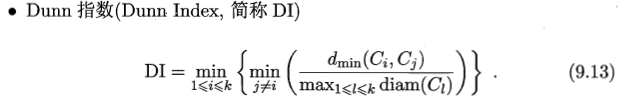 • Dunn 指数(Dunn Index, 简称 DI)
DI = min_{1⩽i⩽k} { min_{j≠i} ( d_min(C_i, C_j) / max_{1⩽l⩽k} diam(C_l) ) } . (9.13)